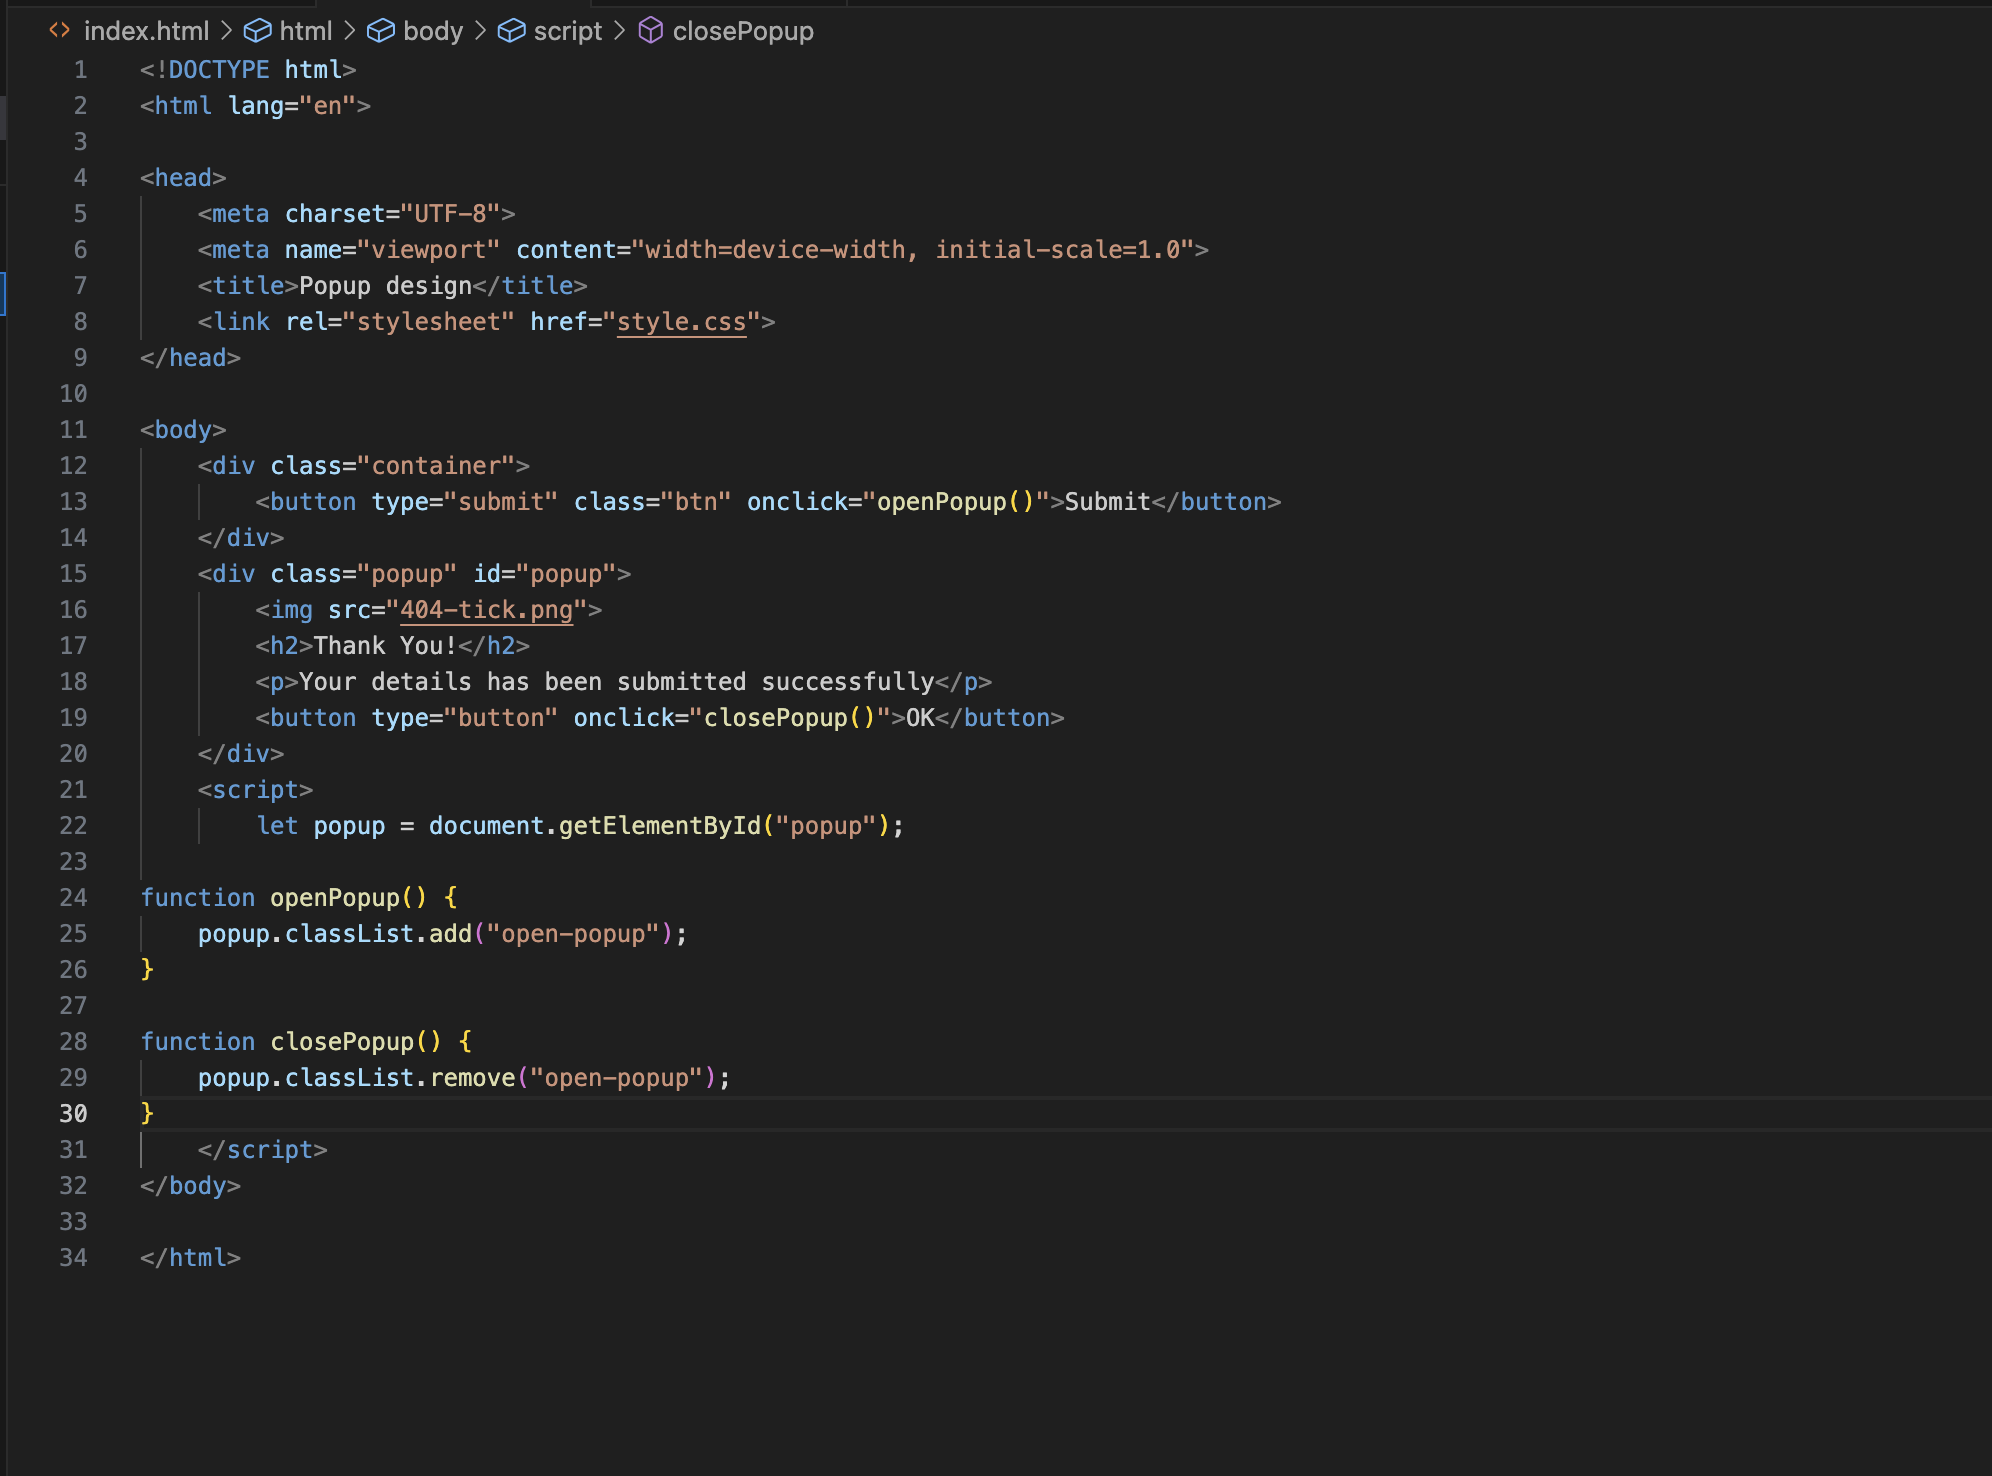 <> index.html > html > body > script > closePopup
1 <!DOCTYPE html>
2 <html lang="en">
3
4 <head>
5     <meta charset="UTF-8">
6     <meta name="viewport" content="width=device-width, initial-scale=1.0">
7     <title>Popup design</title>
8     <link rel="stylesheet" href="style.css">
9 </head>
10
11 <body>
12     <div class="container">
13         <button type="submit" class="btn" onclick="openPopup()">Submit</button>
14     </div>
15     <div class="popup" id="popup">
16         <img src="404-tick.png">
17         <h2>Thank You!</h2>
18         <p>Your details has been submitted successfully</p>
19         <button type="button" onclick="closePopup()">OK</button>
20     </div>
21     <script>
22         let popup = document.getElementById("popup");
23
24 function openPopup() {
25     popup.classList.add("open-popup");
26 }
27
28 function closePopup() {
29     popup.classList.remove("open-popup");
30 }
31     </script>
32 </body>
33
34 </html>